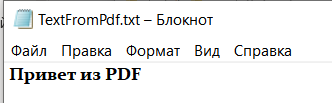 TextFromPdf.txt – Блокнот
Файл Правка Формат Вид Справка
Привет из PDF